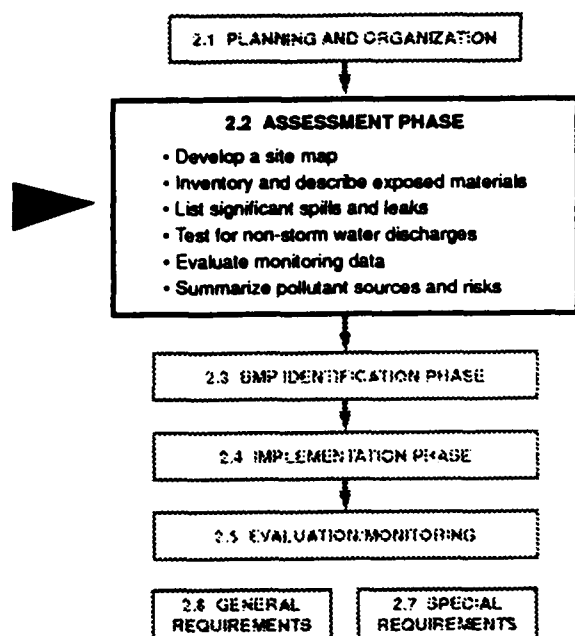 2.1 PLANNING AND ORGANIZATION
2.2 ASSESSMENT PHASE
• Develop a site map
• Inventory and describe exposed materials
• List significant spills and leaks
• Test for non-storm water discharges
• Evaluate monitoring data
• Summarize pollutant sources and risks
2.3 BMP IDENTIFICATION PHASE
2.4 IMPLEMENTATION PHASE
2.5 EVALUATION/MONITORING
2.6 GENERAL
REQUIREMENTS
2.7 SPECIAL
REQUIREMENTS